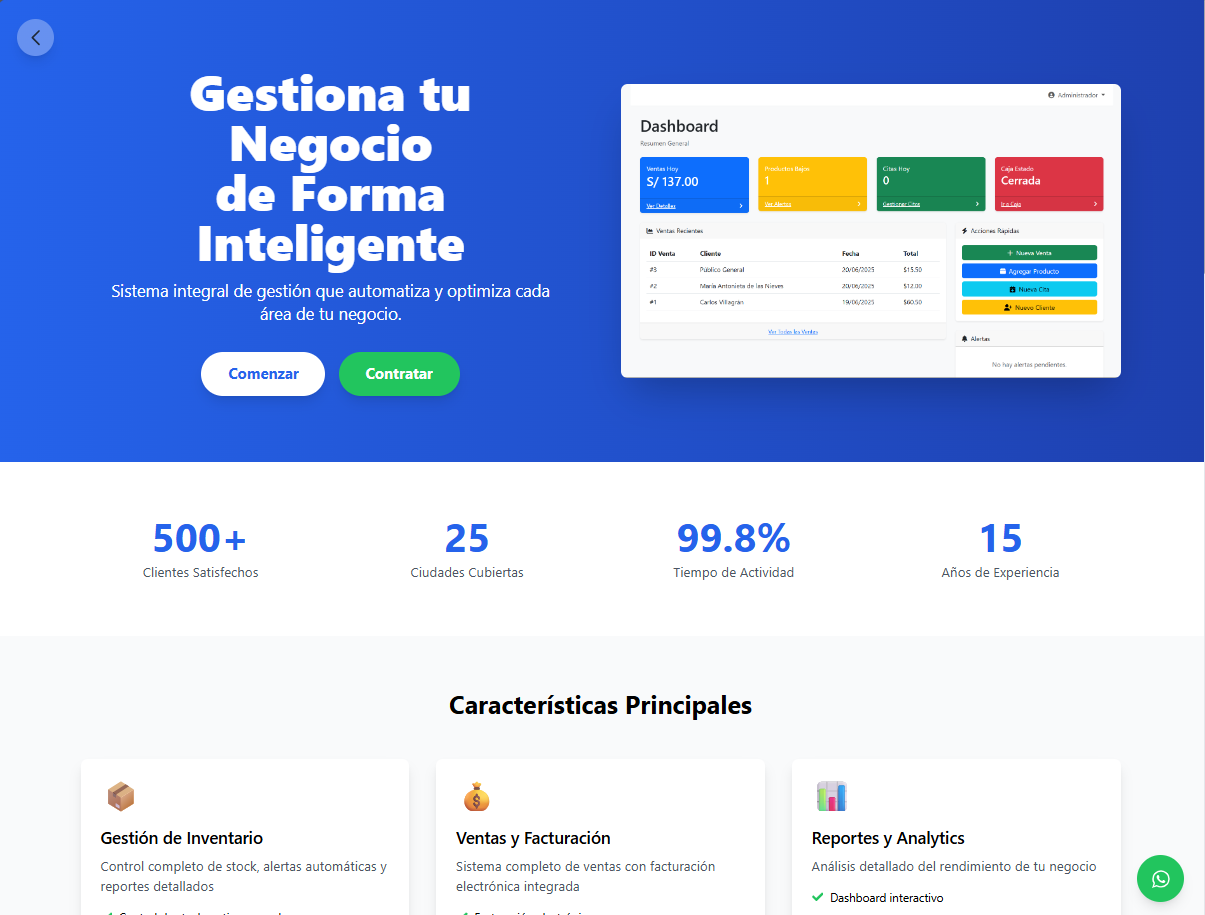 Gestiona tu
Negocio
de Forma
Inteligente
Sistema integral de gestión que automatiza y optimiza cada
área de tu negocio.
Comenzar
Contratar
Administrador
Dashboard
Resumen General
Ventas Hoy
S/ 137.00
Ver Detalles
Productos Bajos
1
Ver Alertas
Citas Hoy
0
Gestionar Citas
Caja Estado
Cerrada
Ir a Caja
Ventas Recientes
ID Venta Cliente Fecha Total
#3 Público General 20/06/2025 $15.50
#2 María Antonieta de las Nieves 20/06/2025 $12.00
#1 Carlos Villagrán 19/06/2025 $60.50
Ver Todas las Ventas
Acciones Rápidas
+ Nueva Venta
Agregar Producto
Nueva Cita
Nuevo Cliente
Alertas
No hay alertas pendientes.
500+
Clientes Satisfechos
25
Ciudades Cubiertas
99.8%
Tiempo de Actividad
15
Años de Experiencia
Características Principales
Gestión de Inventario
Control completo de stock, alertas automáticas y
reportes detallados
Ventas y Facturación
Sistema completo de ventas con facturación
electrónica integrada
Reportes y Analytics
Análisis detallado del rendimiento de tu negocio
Dashboard interactivo